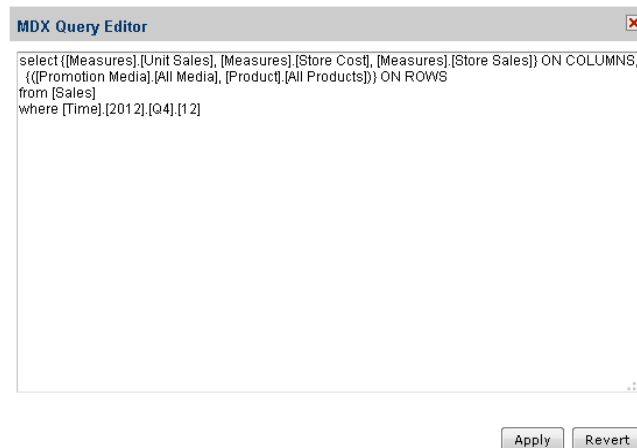 MDX Query Editor
select {[Measures].[Unit Sales], [Measures].[Store Cost], [Measures].[Store Sales]} ON COLUMNS,
{([Promotion Media].[All Media], [Product].[All Products])} ON ROWS
from [Sales]
where [Time].[2012].[Q4].[12]
Apply Revert